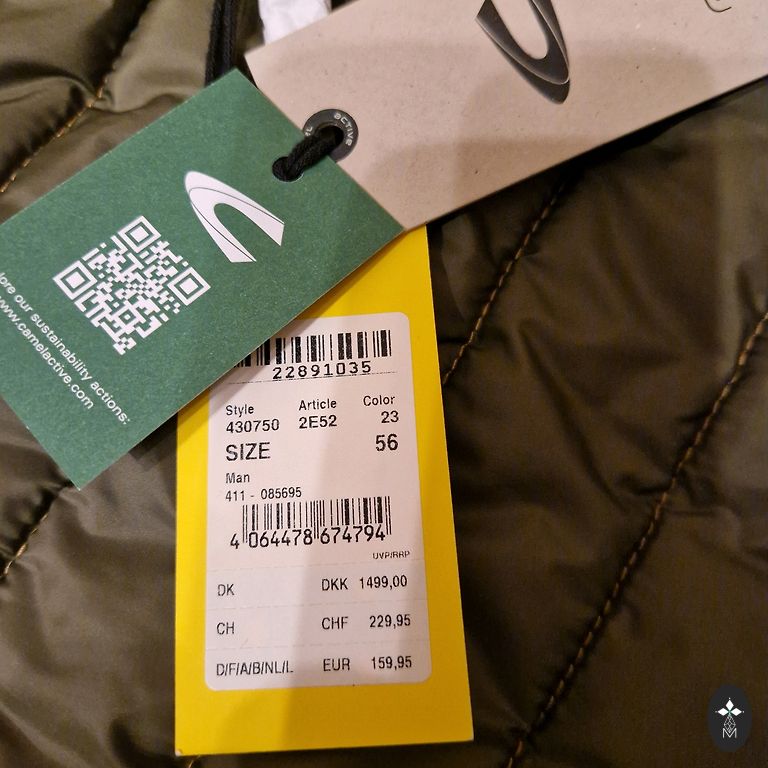 ACTIVE
lore our sustainability actions:
www.camelactive.com
22891035
Style Article Color
430750 2E52 23
SIZE 56
Man
411 - 085695
4 064478 674794
UVP/RRP
DK DKK 1499,00
CH CHF 229,95
D/F/A/B/NL/L EUR 159,95
M